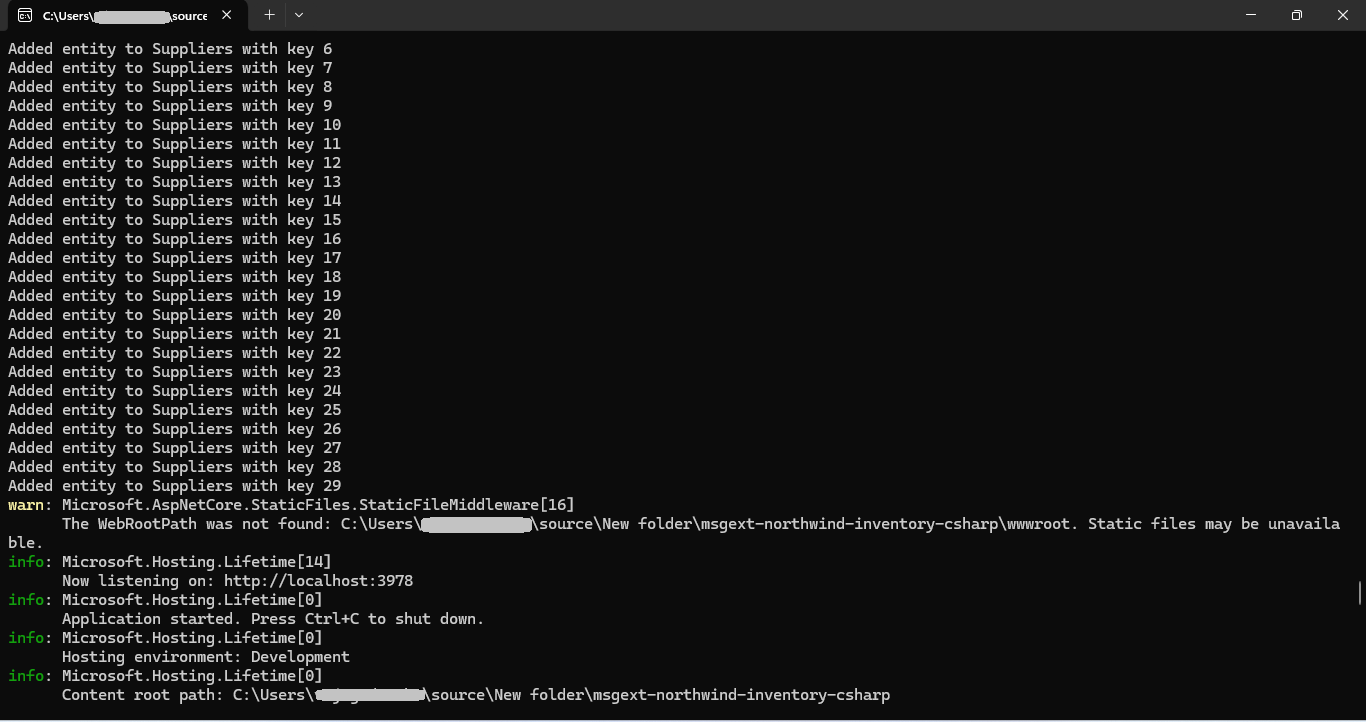 C:\Users\ \source
Added entity to Suppliers with key 6
Added entity to Suppliers with key 7
Added entity to Suppliers with key 8
Added entity to Suppliers with key 9
Added entity to Suppliers with key 10
Added entity to Suppliers with key 11
Added entity to Suppliers with key 12
Added entity to Suppliers with key 13
Added entity to Suppliers with key 14
Added entity to Suppliers with key 15
Added entity to Suppliers with key 16
Added entity to Suppliers with key 17
Added entity to Suppliers with key 18
Added entity to Suppliers with key 19
Added entity to Suppliers with key 20
Added entity to Suppliers with key 21
Added entity to Suppliers with key 22
Added entity to Suppliers with key 23
Added entity to Suppliers with key 24
Added entity to Suppliers with key 25
Added entity to Suppliers with key 26
Added entity to Suppliers with key 27
Added entity to Suppliers with key 28
Added entity to Suppliers with key 29
warn: Microsoft.AspNetCore.StaticFiles.StaticFileMiddleware[16]
The WebRootPath was not found: C:\Users\ \source\New folder\msgext-northwind-inventory-csharp\wwwroot. Static files may be unavaila
ble.
info: Microsoft.Hosting.Lifetime[14]
Now listening on: http://localhost:3978
info: Microsoft.Hosting.Lifetime[0]
Application started. Press Ctrl+C to shut down.
info: Microsoft.Hosting.Lifetime[0]
Hosting environment: Development
info: Microsoft.Hosting.Lifetime[0]
Content root path: C:\Users\ \source\New folder\msgext-northwind-inventory-csharp